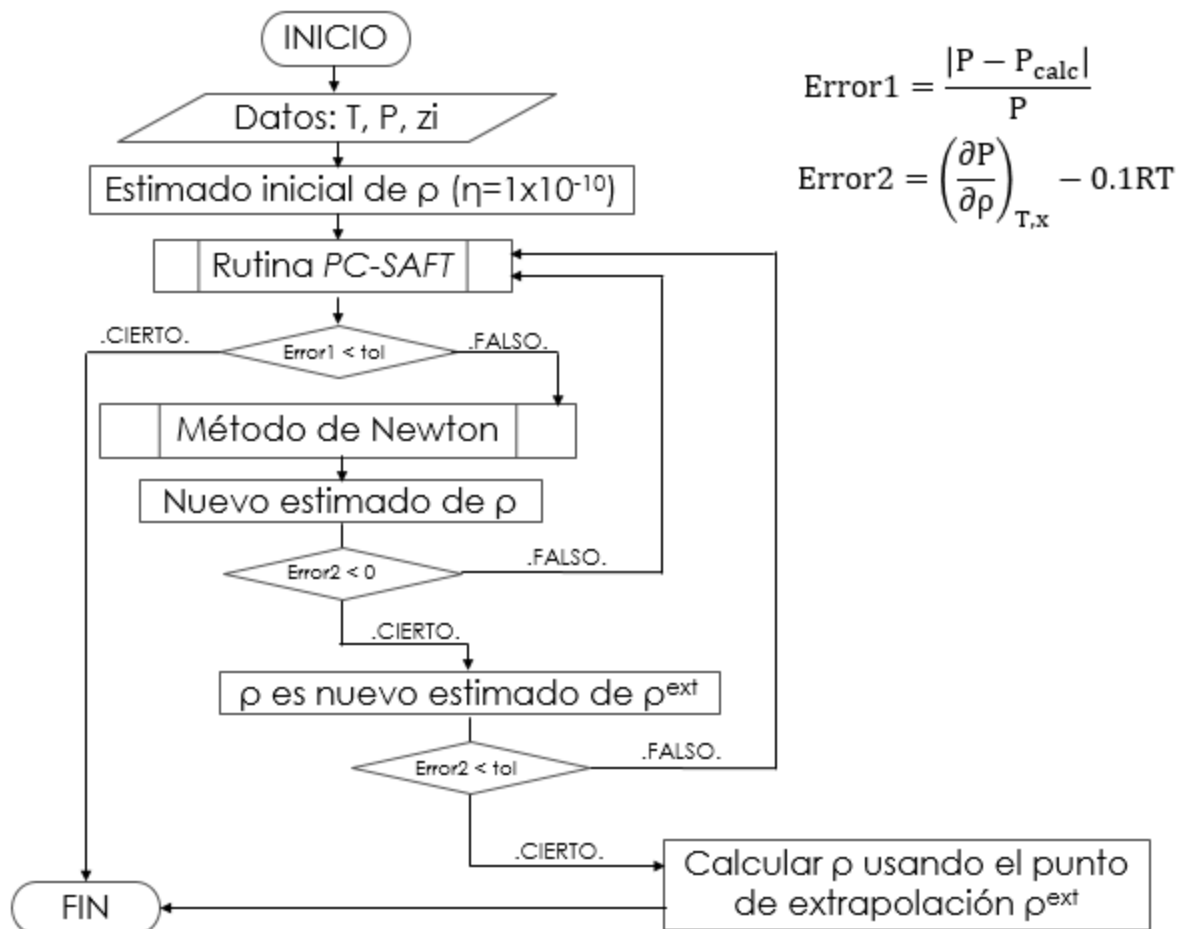 INICIO
Datos: T, P, zi
Estimado inicial de ρ (η=1x10⁻¹⁰)
Rutina PC-SAFT
.CIERTO.
Error1 < tol
.FALSO.
Método de Newton
Nuevo estimado de ρ
Error2 < 0
.FALSO.
.CIERTO.
ρ es nuevo estimado de ρᵉˣᵗ
Error2 < tol
.FALSO.
.CIERTO.
Calcular ρ usando el punto
de extrapolación ρᵉˣᵗ
FIN
Error1 = |P − P_calc| / P
Error2 = (∂P/∂ρ)_T,x − 0.1RT